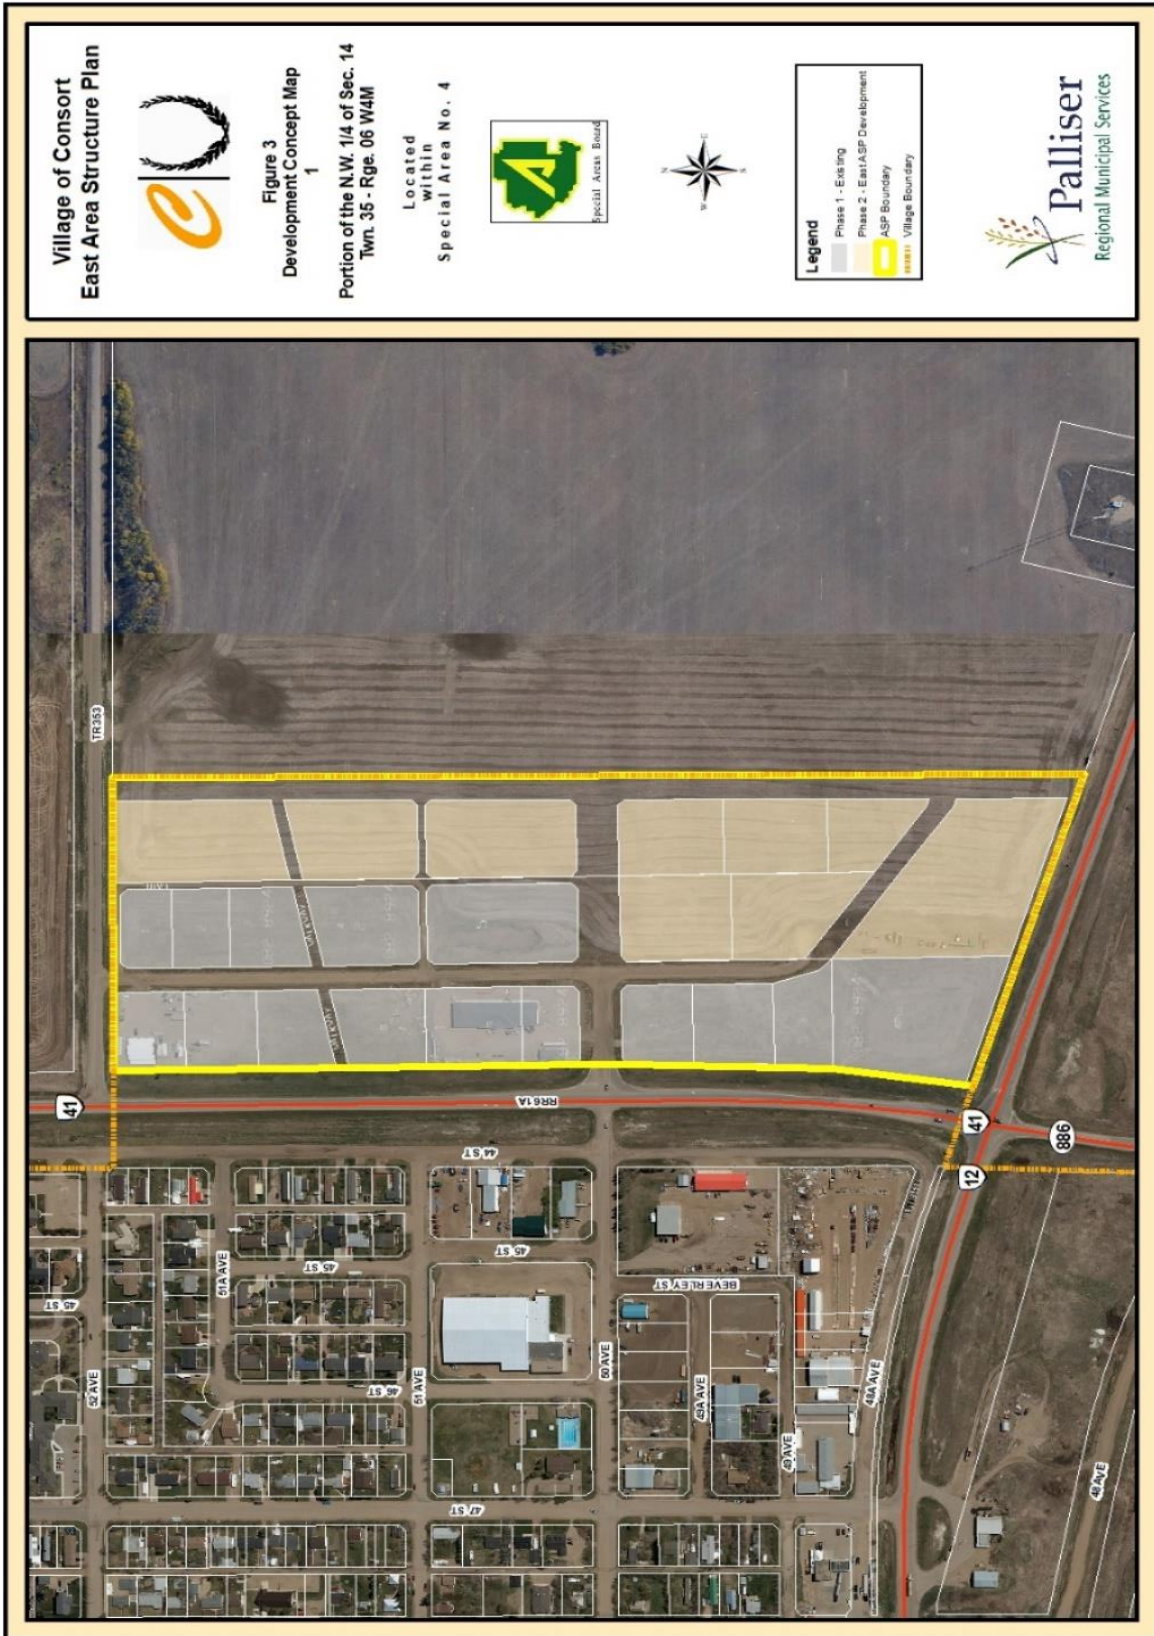 Village of Consort
East Area Structure Plan
Figure 3
Development Concept Map
1
Portion of the N.W. 1/4 of Sec. 14
Twn. 35 - Rge. 06 W4M
Located
within
Special Area No. 4
Special Areas Board
N
E
S
W
Legend
Phase 1 - Existing
Phase 2 - East ASP Development
ASP Boundary
Village Boundary
Palliser
Regional Municipal Services
TR353
41
RR61A
41
12
886
44 ST
45 ST
45 ST
45 ST
46 ST
47 ST
BEVERLEY ST
52 AVE
51A AVE
51 AVE
50 AVE
49A AVE
49 AVE
48A AVE
48 AVE
WALKWAY
WALKWAY